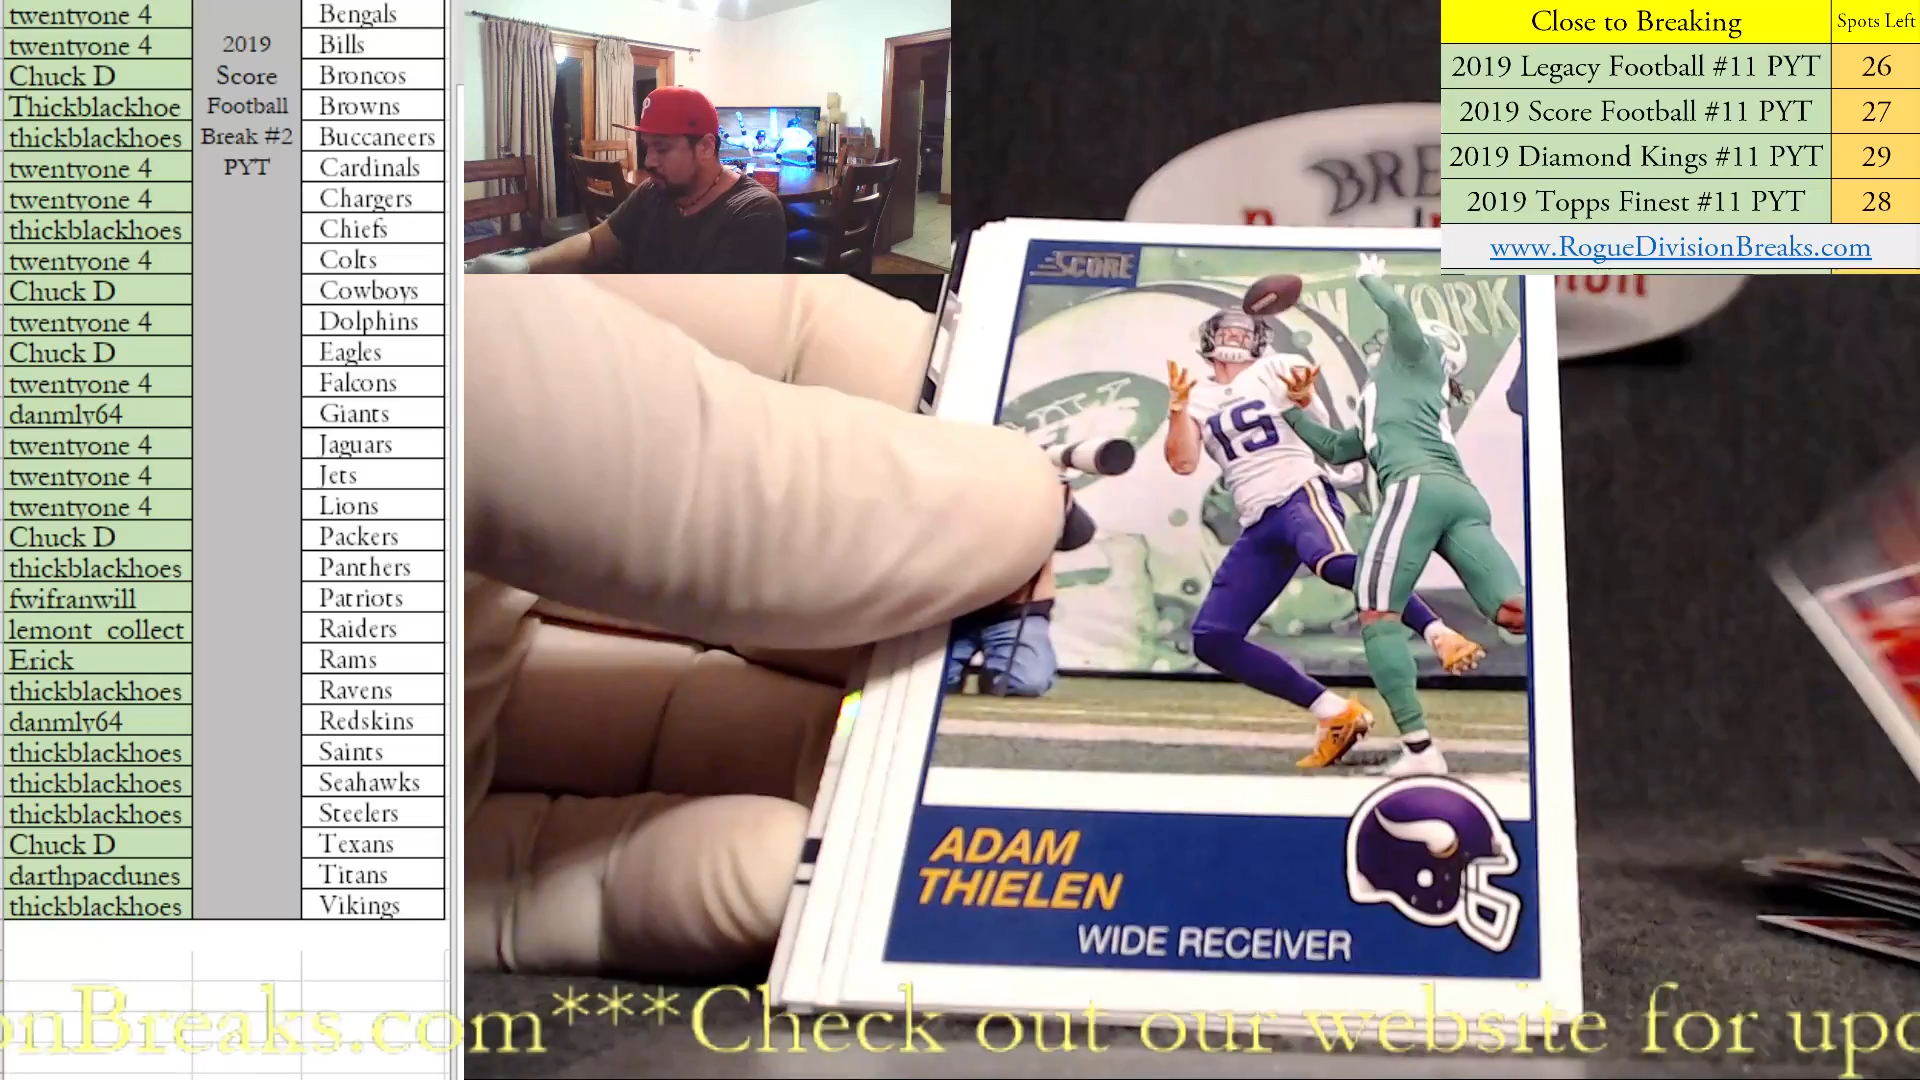 twentyone 4 Bengals
twentyone 4 Bills
Chuck D Broncos
Thickblackhoe Browns
thickblackhoes Buccaneers
twentyone 4 Cardinals
twentyone 4 Chargers
thickblackhoes Chiefs
twentyone 4 Colts
Chuck D Cowboys
twentyone 4 Dolphins
Chuck D Eagles
twentyone 4 Falcons
danmly64 Giants
twentyone 4 Jaguars
twentyone 4 Jets
twentyone 4 Lions
Chuck D Packers
thickblackhoes Panthers
fwifranwill Patriots
lemont_collect Raiders
Erick Rams
thickblackhoes Ravens
danmly64 Redskins
thickblackhoes Saints
thickblackhoes Seahawks
thickblackhoes Steelers
Chuck D Texans
darthpacdunes Titans
thickblackhoes Vikings
2019
Score
Football
Break #2
PYT
Close to Breaking Spots Left
2019 Legacy Football #11 PYT 26
2019 Score Football #11 PYT 27
2019 Diamond Kings #11 PYT 29
2019 Topps Finest #11 PYT 28
www.RogueDivisionBreaks.com
BRE
SCORE
YORK
15
ADAM
THIELEN
WIDE RECEIVER
onBreaks.com***Check out our website for upc